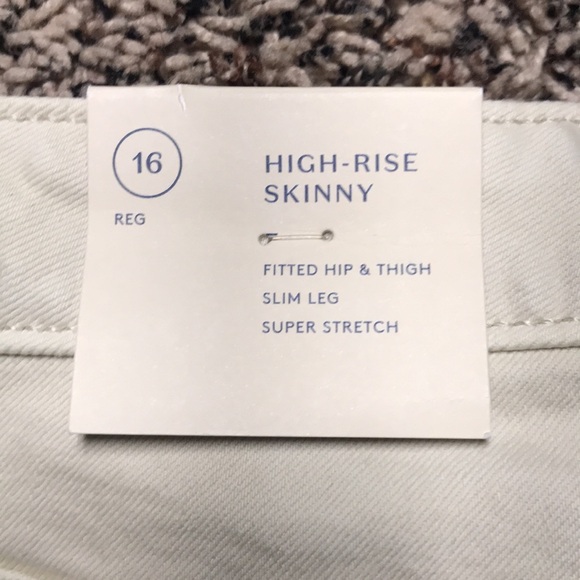 16
REG
HIGH-RISE
SKINNY
FITTED HIP & THIGH
SLIM LEG
SUPER STRETCH